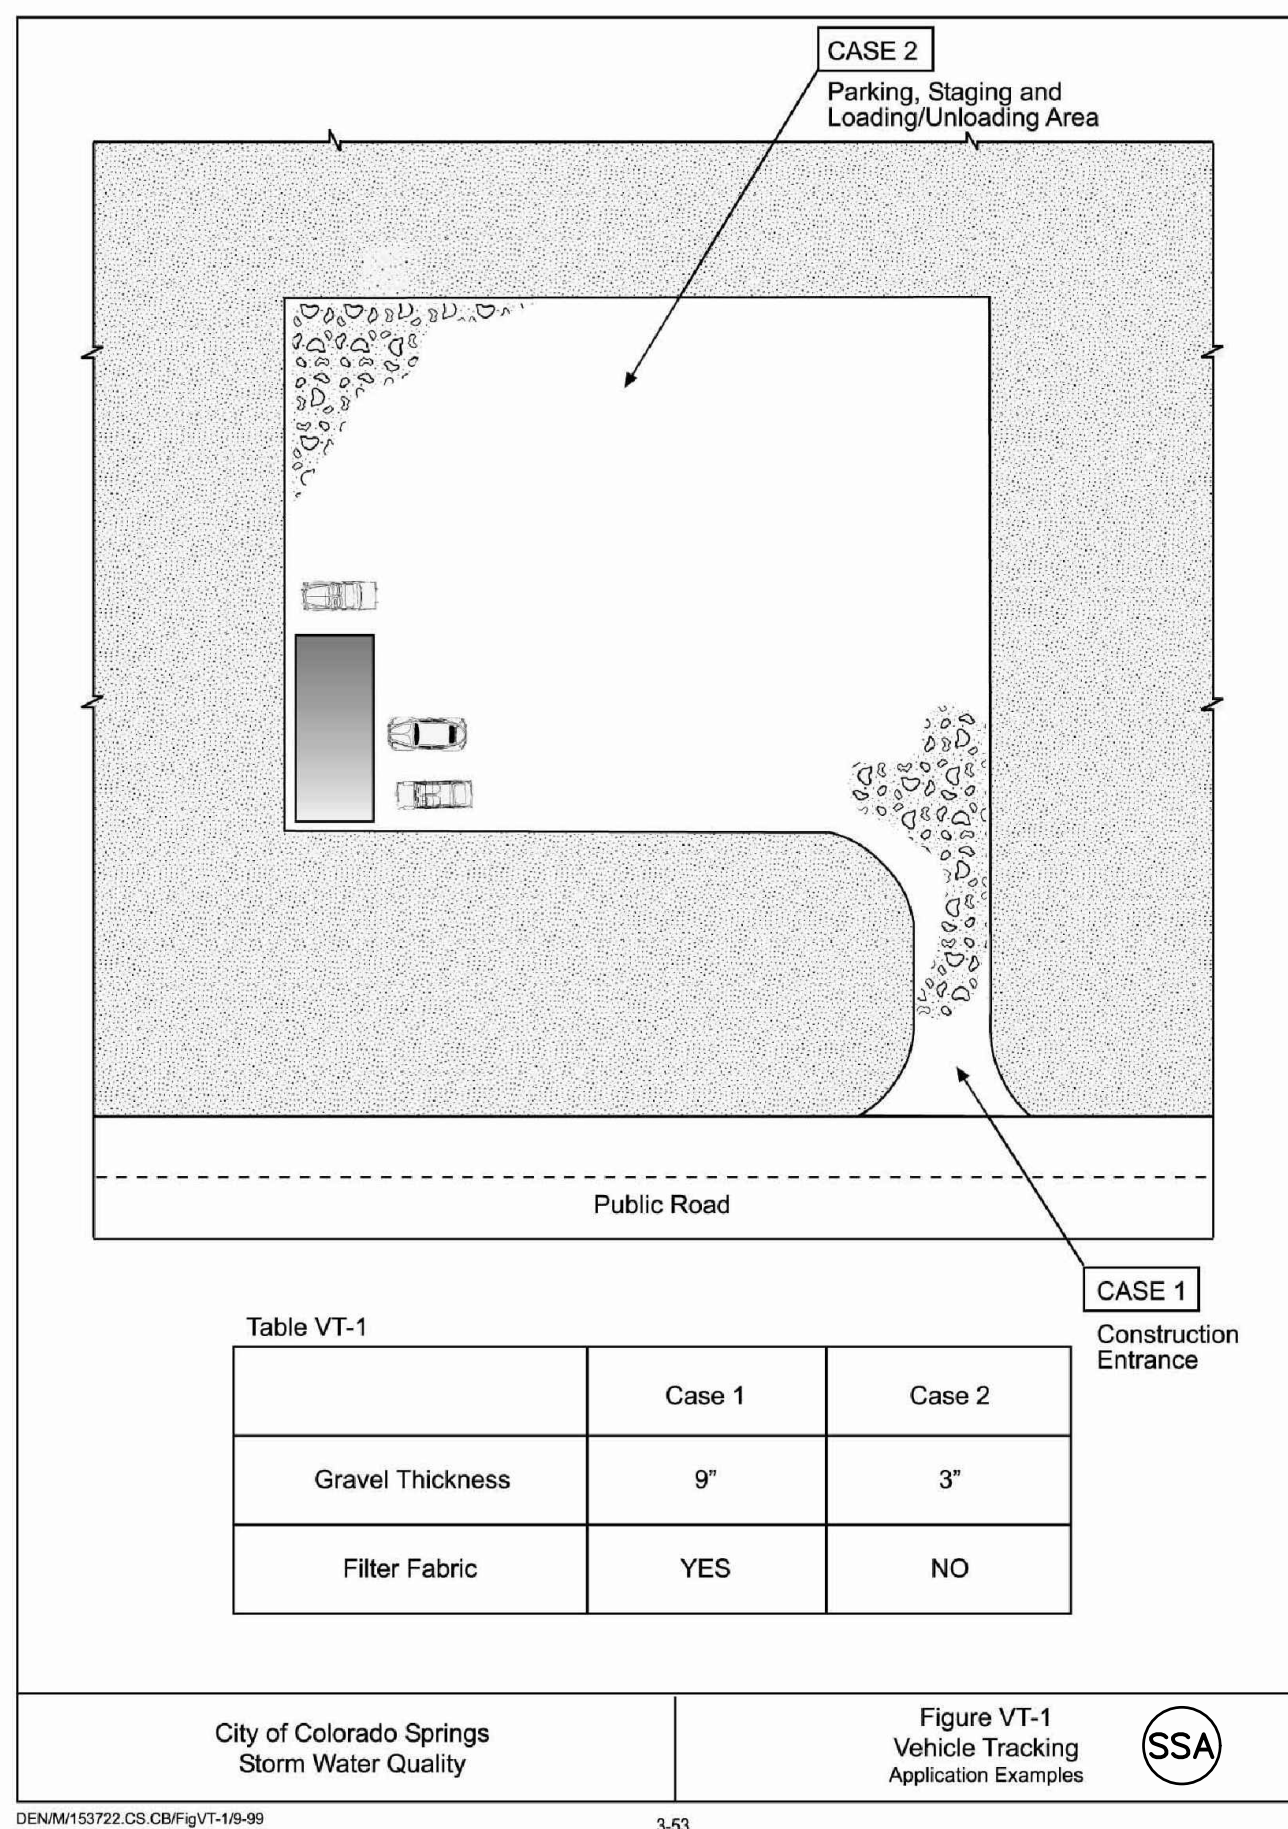 CASE 2
Parking, Staging and
Loading/Unloading Area
Public Road
CASE 1
Construction
Entrance
Table VT-1
Case 1 Case 2
Gravel Thickness 9” 3”
Filter Fabric YES NO
City of Colorado Springs
Storm Water Quality
Figure VT-1
Vehicle Tracking
Application Examples
SSA
DEN/M/153722.CS.CB/FigVT-1/9-99
3-53